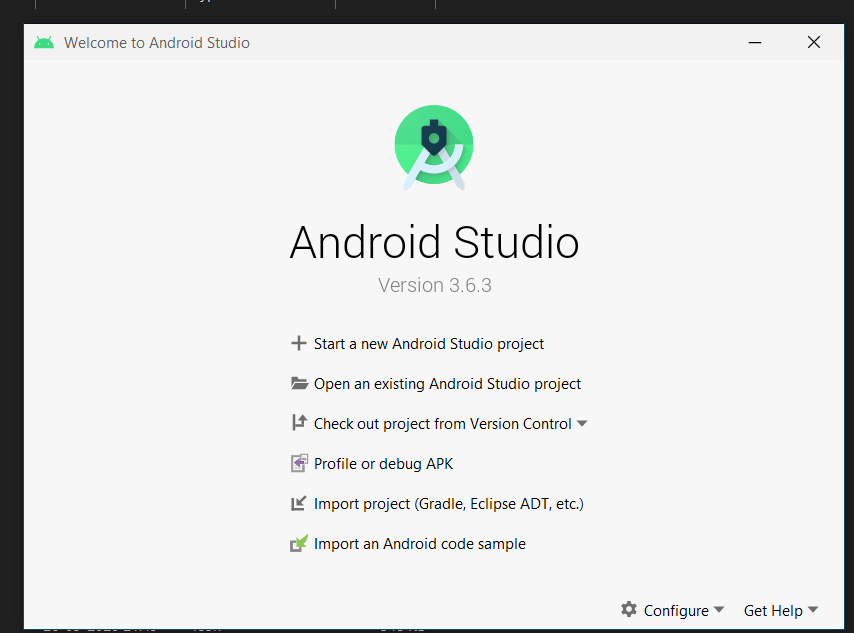 Welcome to Android Studio
Android Studio
Version 3.6.3
Start a new Android Studio project
Open an existing Android Studio project
Check out project from Version Control
Profile or debug APK
Import project (Gradle, Eclipse ADT, etc.)
Import an Android code sample
Configure
Get Help